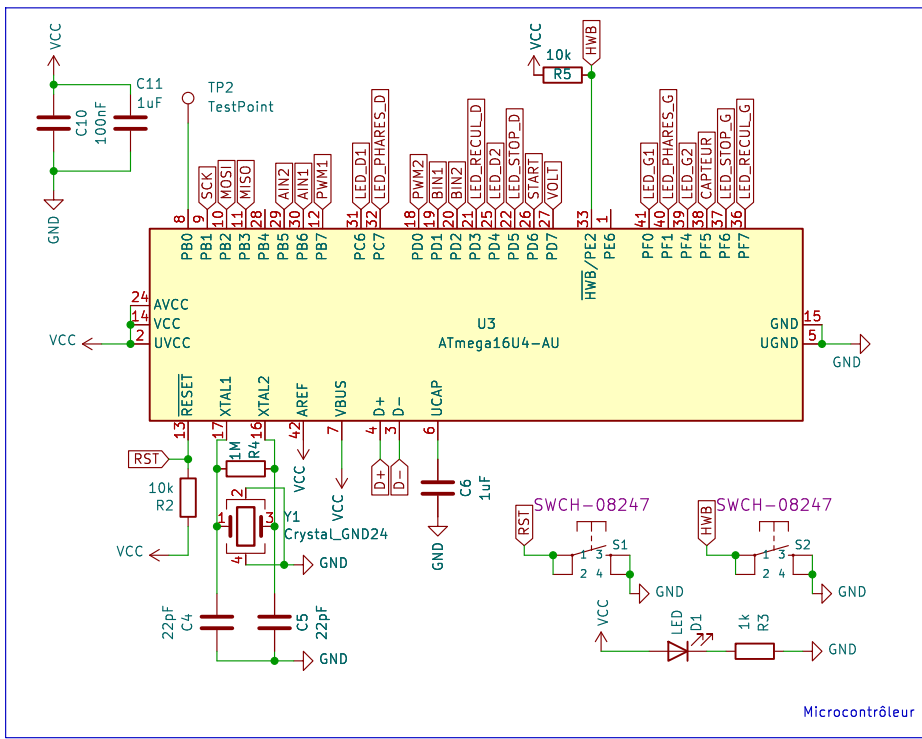 VCC
C10
100nF
C11
1uF
GND
TP2
TestPoint
VCC
10k
R5
HWB
SCK
MOSI
MISO
AIN2
AIN1
PWM1
LED_D1
LED_PHARES_D
PWM2
BIN1
BIN2
LED_RECUL_D
LED_D2
LED_STOP_D
START
VOLT
LED_G1
LED_PHARES_G
LED_G2
CAPTEUR
LED_STOP_G
LED_RECUL_G
8
9
10
11
28
29
30
12
31
32
18
19
20
21
25
22
26
27
33
1
41
40
39
38
37
36
PB0
PB1
PB2
PB3
PB4
PB5
PB6
PB7
PC6
PC7
PD0
PD1
PD2
PD3
PD4
PD5
PD6
PD7
HWB/PE2
PE6
PF0
PF1
PF4
PF5
PF6
PF7
24 AVCC
14 VCC
2 UVCC
VCC
U3
ATmega16U4-AU
GND 15
UGND 5
GND
RESET
XTAL1
XTAL2
AREF
VBUS
D+
D-
UCAP
13
17
16
42
7
4
3
6
RST
10k
R2
VCC
1M
R4
VCC
VCC
D+
D-
C6
1uF
GND
2
1
3
4
Y1
Crystal_GND24
GND
22pF
C4
C5
22pF
GND
SWCH-08247
RST
S1
1 3
2 4
GND
SWCH-08247
HWB
S2
1 3
2 4
GND
VCC
LED
D1
1k
R3
GND
Microcontrôleur